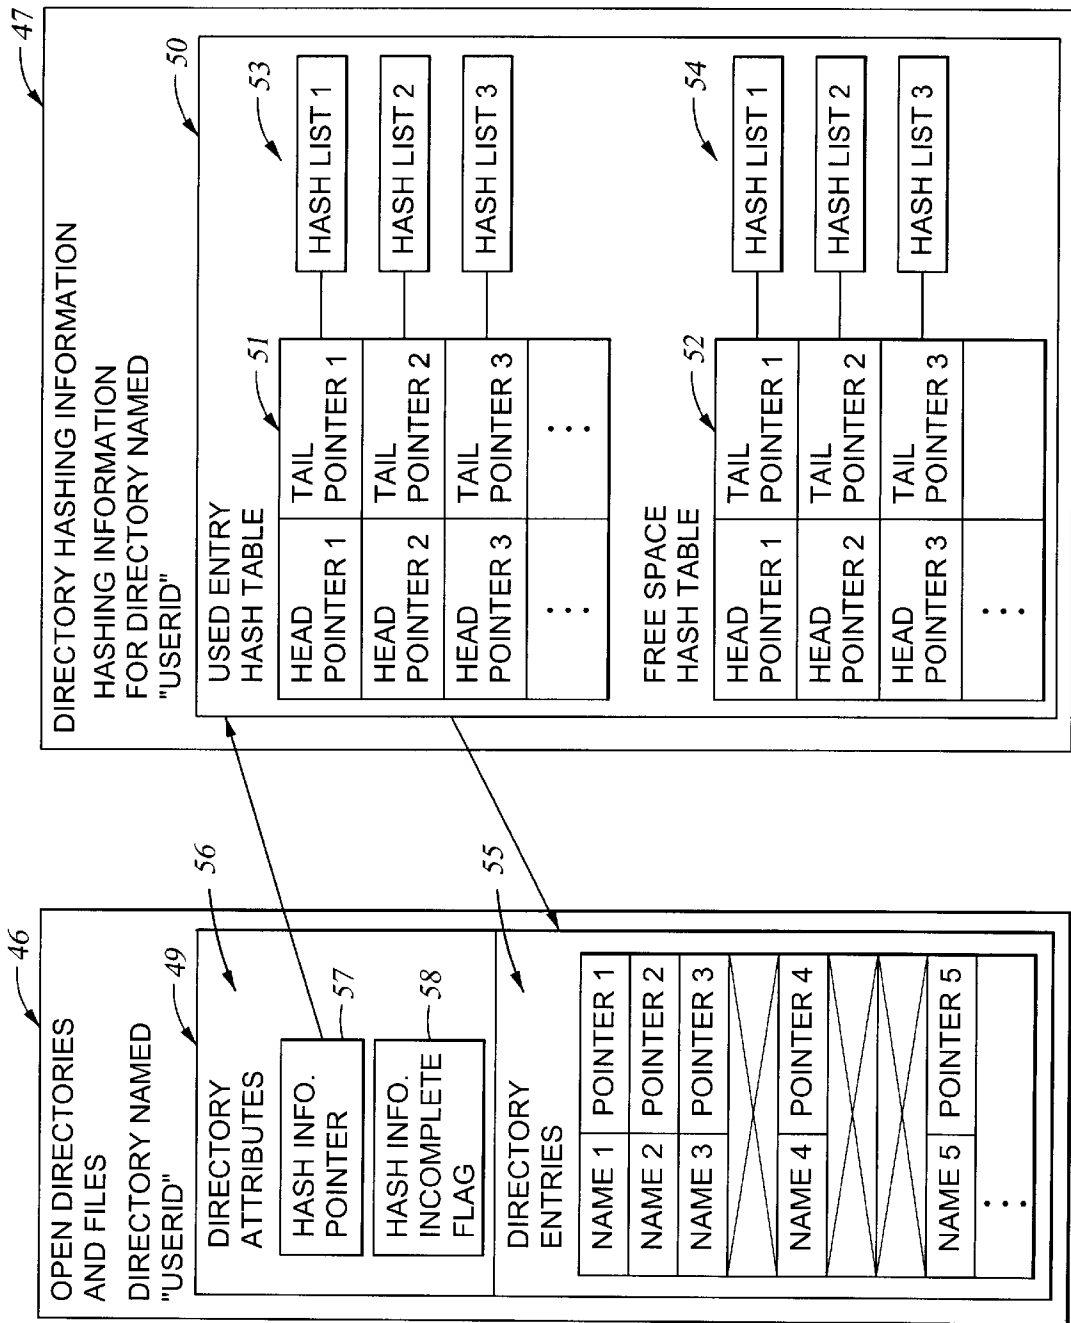 46
OPEN DIRECTORIES
AND FILES
DIRECTORY NAMED
"USERID"
49
DIRECTORY
ATTRIBUTES
56
HASH INFO.
POINTER
57
HASH INFO.
INCOMPLETE
FLAG
58
DIRECTORY
ENTRIES
55
NAME 1 POINTER 1
NAME 2 POINTER 2
NAME 3 POINTER 3
NAME 4 POINTER 4
NAME 5 POINTER 5
...
47
DIRECTORY HASHING INFORMATION
HASHING INFORMATION
FOR DIRECTORY NAMED
"USERID"
50
USED ENTRY
HASH TABLE
51
53
HEAD POINTER 1
TAIL POINTER 1
HASH LIST 1
HEAD POINTER 2
TAIL POINTER 2
HASH LIST 2
HEAD POINTER 3
TAIL POINTER 3
HASH LIST 3
... ...
FREE SPACE
HASH TABLE
52
54
HEAD POINTER 1
TAIL POINTER 1
HASH LIST 1
HEAD POINTER 2
TAIL POINTER 2
HASH LIST 2
HEAD POINTER 3
TAIL POINTER 3
HASH LIST 3
... ...